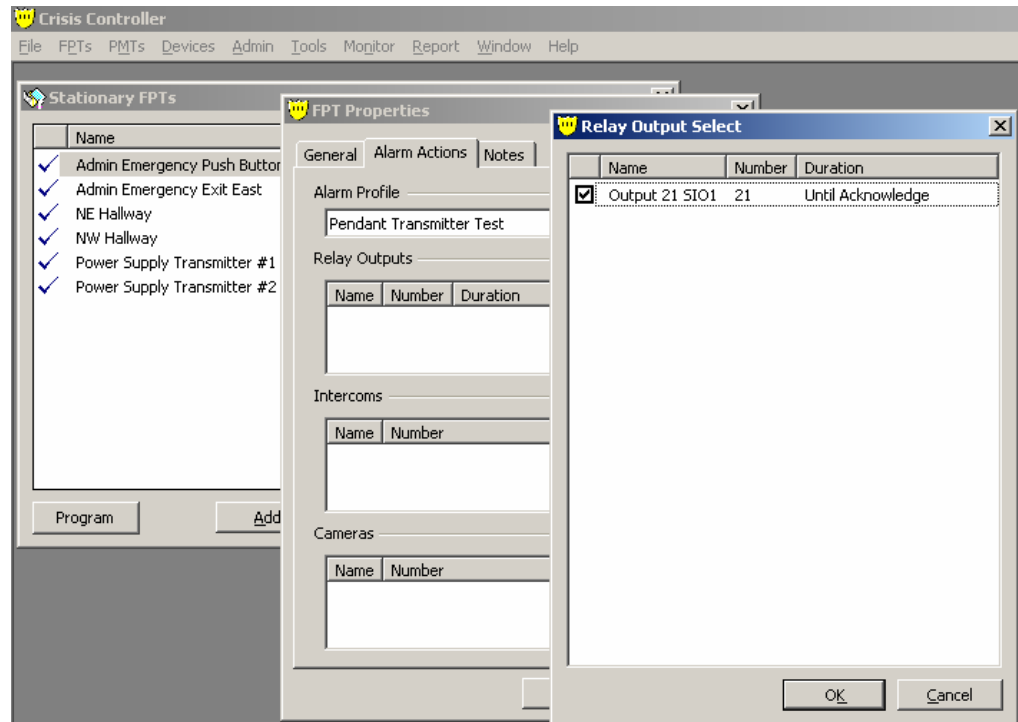 Crisis Controller
File FPTs PMTs Devices Admin Tools Monitor Report Window Help
Stationary FPTs
Name
Admin Emergency Push Button
Admin Emergency Exit East
NE Hallway
NW Hallway
Power Supply Transmitter #1
Power Supply Transmitter #2
Program
Add
FPT Properties
General Alarm Actions Notes
Alarm Profile
Pendant Transmitter Test
Relay Outputs
Name Number Duration
Intercoms
Name Number
Cameras
Name Number
Relay Output Select
Name Number Duration
Output 21 SIO1 21 Until Acknowledge
OK Cancel